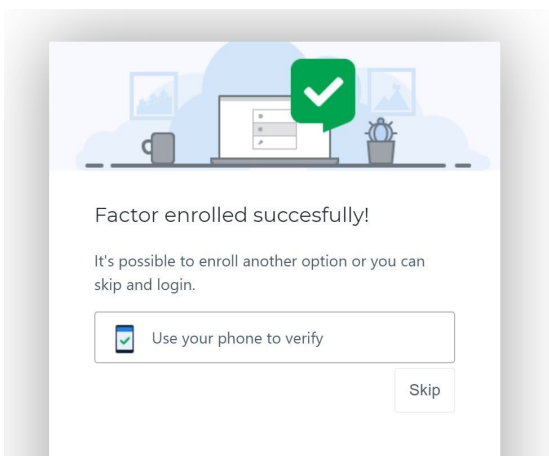 Factor enrolled succesfully!
It's possible to enroll another option or you can
skip and login.
Use your phone to verify
Skip